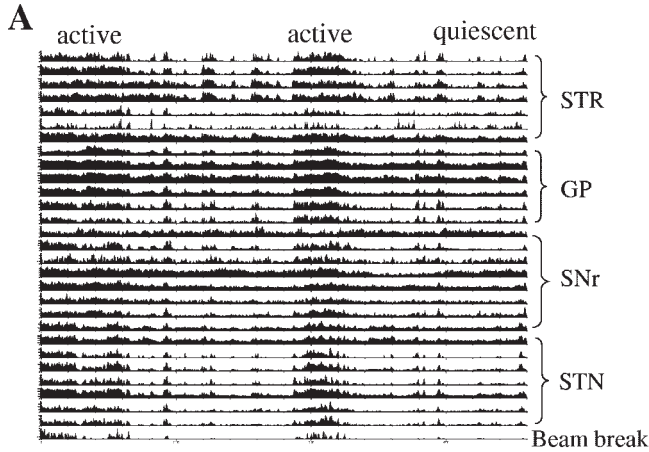 A
active active quiescent
STR
GP
SNr
STN
Beam break